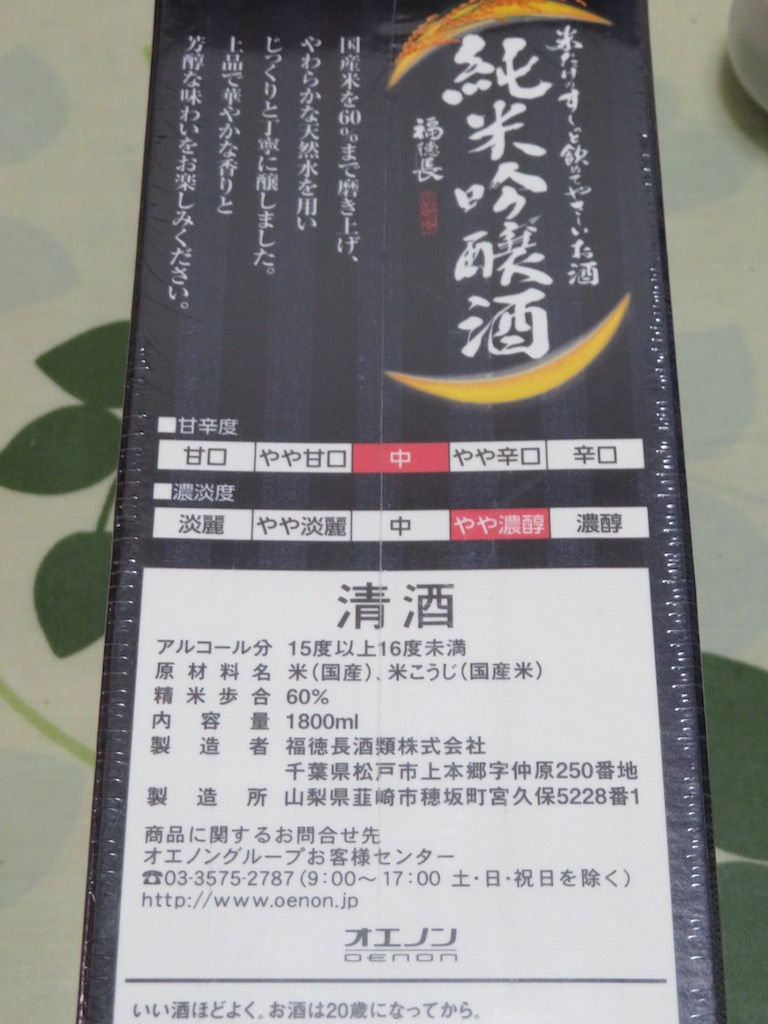 米だけのすーっと飲めてやさしいお酒
純米吟醸酒
福徳長
国産米を60%まで磨き上げ、
やわらかな天然水を用い
じっくりと丁寧に醸しました。
上品で華やかな香りと
芳醇な味わいをお楽しみください。
■甘辛度
甘口 やや甘口 中 やや辛口 辛口
■濃淡度
淡麗 やや淡麗 中 やや濃醇 濃醇
清酒
アルコール分 15度以上16度未満
原材料名 米(国産)、米こうじ(国産米)
精米歩合 60%
内容量 1800ml
製造者 福徳長酒類株式会社
千葉県松戸市上本郷字仲原250番地
製造所 山梨県韮崎市穂坂町宮久保5228番1
商品に関するお問合せ先
オエノングループお客様センター
☎03-3575-2787(9:00～17:00 土・日・祝日を除く)
http://www.oenon.jp
オエノン
OENON
いい酒ほどよく。お酒は20歳になってから。